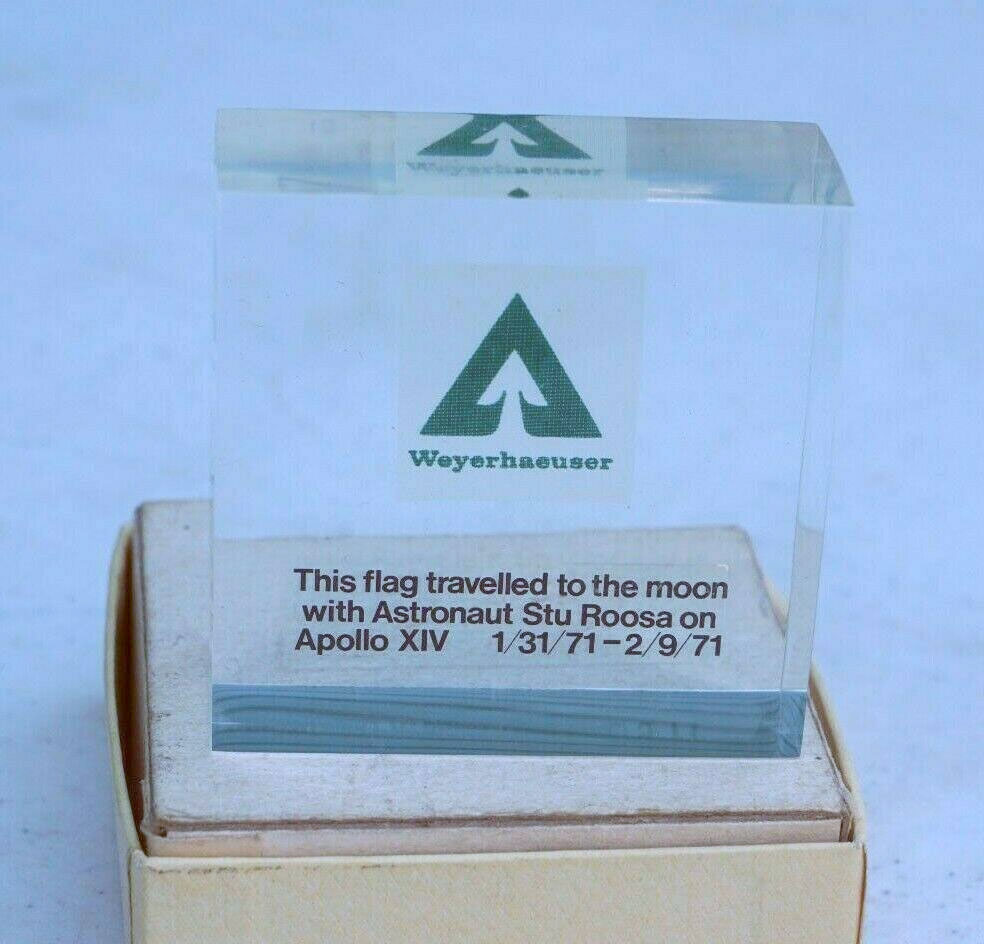 Weyerhaeuser
Weyerhaeuser
This flag travelled to the moon
with Astronaut Stu Roosa on
Apollo XIV 1/31/71-2/9/71